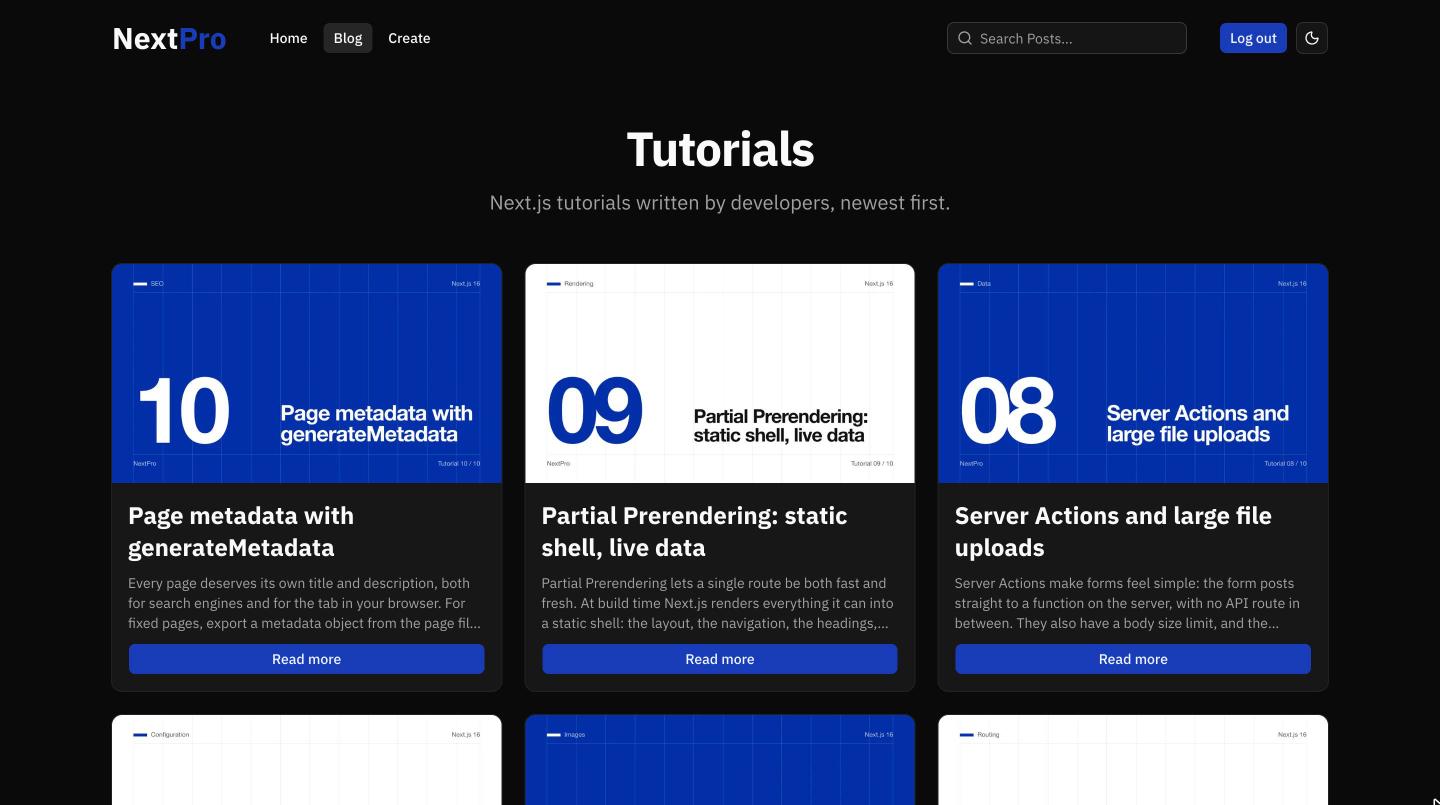 NextPro
Home
Blog
Create
Search Posts...
Log out
Tutorials
Next.js tutorials written by developers, newest first.
SEO
Next.js 16
10
Page metadata with
generateMetadata
NextPro
Tutorial 10 / 10
Page metadata with
generateMetadata
Every page deserves its own title and description, both
for search engines and for the tab in your browser. For
fixed pages, export a metadata object from the page fil...
Read more
Rendering
Next.js 16
09
Partial Prerendering:
static shell, live data
NextPro
Tutorial 09 / 10
Partial Prerendering: static
shell, live data
Partial Prerendering lets a single route be both fast and
fresh. At build time Next.js renders everything it can into
a static shell: the layout, the navigation, the headings,...
Read more
Data
Next.js 16
08
Server Actions and
large file uploads
NextPro
Tutorial 08 / 10
Server Actions and large file
uploads
Server Actions make forms feel simple: the form posts
straight to a function on the server, with no API route in
between. They also have a body size limit, and the...
Read more
Configuration
Next.js 16
Images
Next.js 16
Routing
Next.js 16